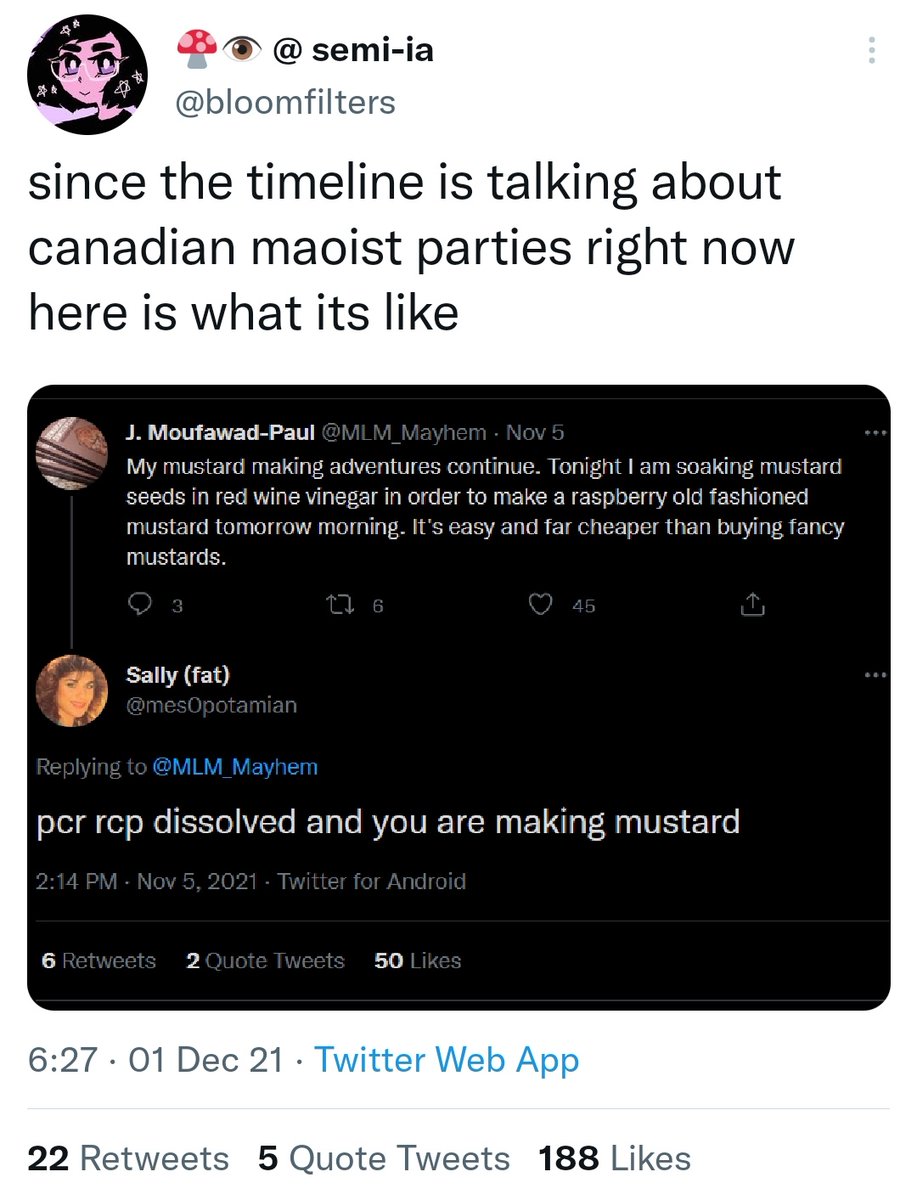 🍄👁️ @ semi-ia
@bloomfilters
since the timeline is talking about
canadian maoist parties right now
here is what its like
J. Moufawad-Paul @MLM_Mayhem · Nov 5
My mustard making adventures continue. Tonight I am soaking mustard
seeds in red wine vinegar in order to make a raspberry old fashioned
mustard tomorrow morning. It's easy and far cheaper than buying fancy
mustards.
3 6 45
Sally (fat)
@mes0potamian
Replying to @MLM_Mayhem
pcr rcp dissolved and you are making mustard
2:14 PM · Nov 5, 2021 · Twitter for Android
6 Retweets 2 Quote Tweets 50 Likes
6:27 · 01 Dec 21 · Twitter Web App
22 Retweets 5 Quote Tweets 188 Likes